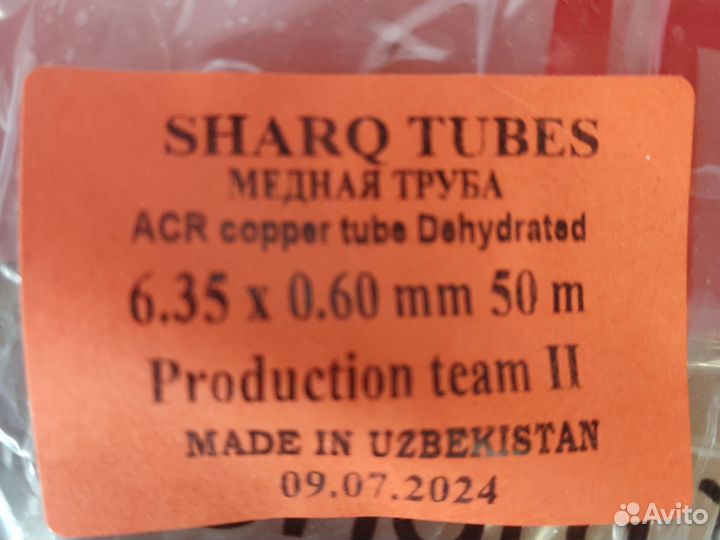 SHARQ TUBES
МЕДНАЯ ТРУБА
ACR copper tube Dehydrated
6.35 x 0.60 mm 50 m
Production team II
MADE IN UZBEKISTAN
09.07.2024
Avito